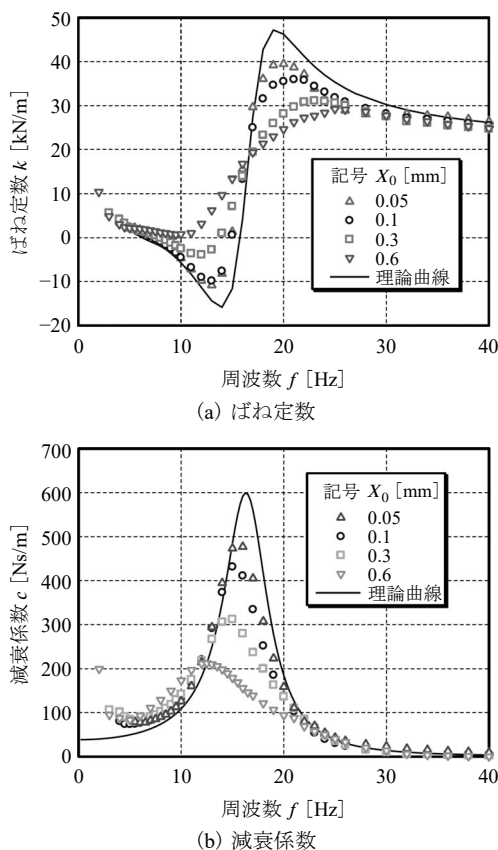 50
40
30
20
10
0
−10
−20
ばね定数 k [kN/m]
記号 X0 [mm]
0.05
0.1
0.3
0.6
理論曲線
0 10 20 30 40
周波数 f [Hz]
(a) ばね定数
700
600
500
400
300
200
100
0
減衰係数 c [Ns/m]
記号 X0 [mm]
0.05
0.1
0.3
0.6
理論曲線
0 10 20 30 40
周波数 f [Hz]
(b) 減衰係数